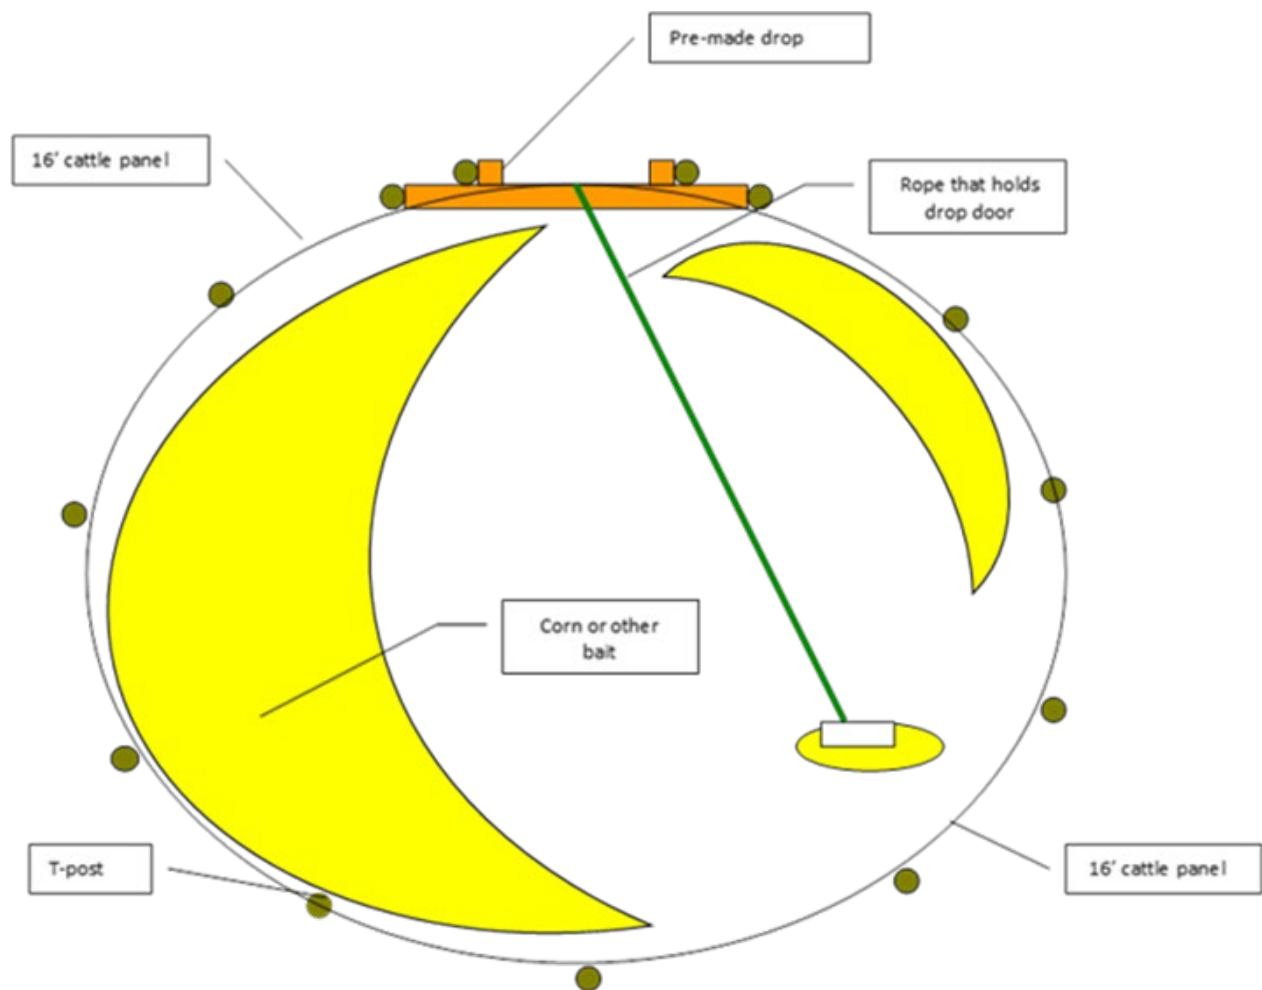 Pre-made drop
16' cattle panel
Rope that holds
drop door
Corn or other
bait
T-post
16' cattle panel